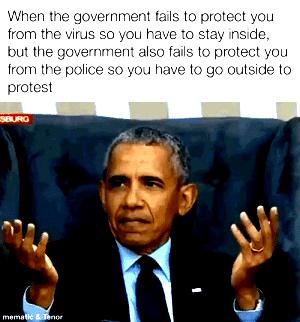 When the government fails to protect you
from the virus so you have to stay inside,
but the government also fails to protect you
from the police so you have to go outside to
protest
SBURG
mematic & Tenor